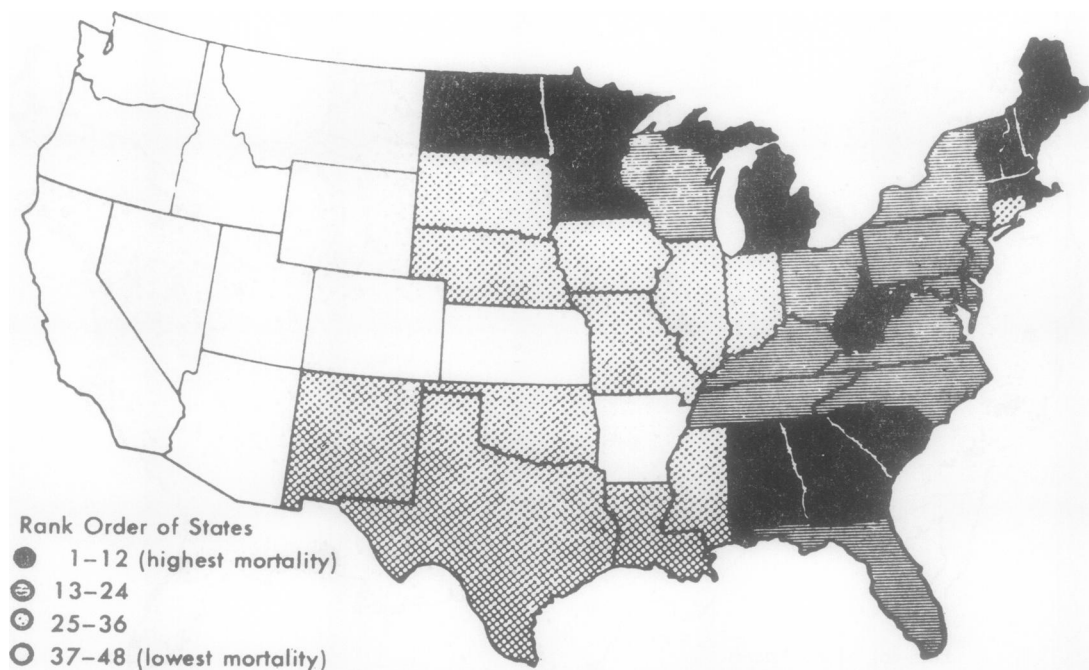 Rank Order of States
1–12 (highest mortality)
13–24
25–36
37–48 (lowest mortality)